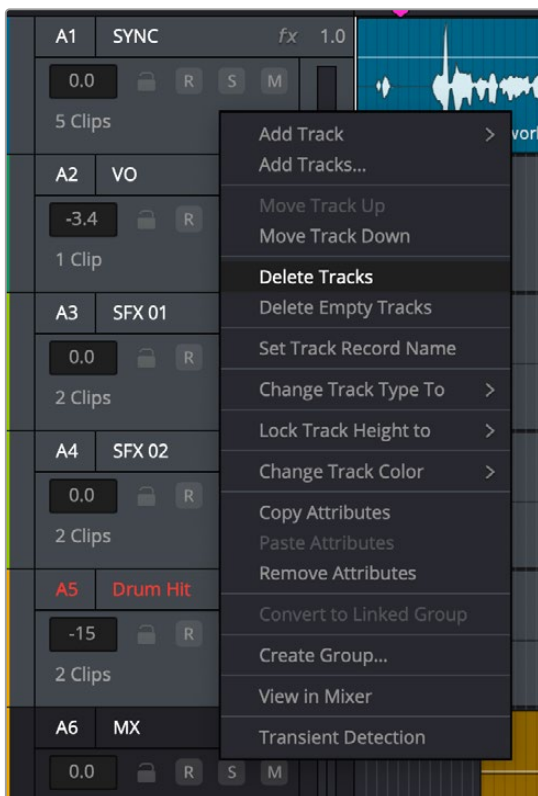 A1 SYNC fx 1.0
0.0 R S M
5 Clips
A2 VO
-3.4 R
1 Clip
A3 SFX 01
0.0 R
2 Clips
A4 SFX 02
0.0 R
2 Clips
A5 Drum Hit
-15 R
2 Clips
A6 MX
0.0 R S M
Add Track >
Add Tracks...
Move Track Up
Move Track Down
Delete Tracks
Delete Empty Tracks
Set Track Record Name
Change Track Type To >
Lock Track Height to >
Change Track Color >
Copy Attributes
Paste Attributes
Remove Attributes
Convert to Linked Group
Create Group...
View in Mixer
Transient Detection